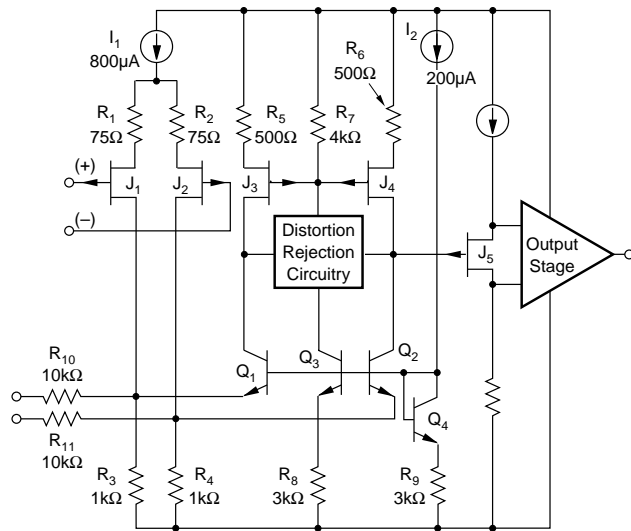 I1
800µA
R1
75Ω
R2
75Ω
R5
500Ω
R7
4kΩ
R6
500Ω
I2
200µA
(+)
J1
J2
J3
J4
(–)
Distortion
Rejection
Circuitry
J5
Output
Stage
R10
10kΩ
Q1
Q3
Q2
Q4
R11
10kΩ
R3
1kΩ
R4
1kΩ
R8
3kΩ
R9
3kΩ